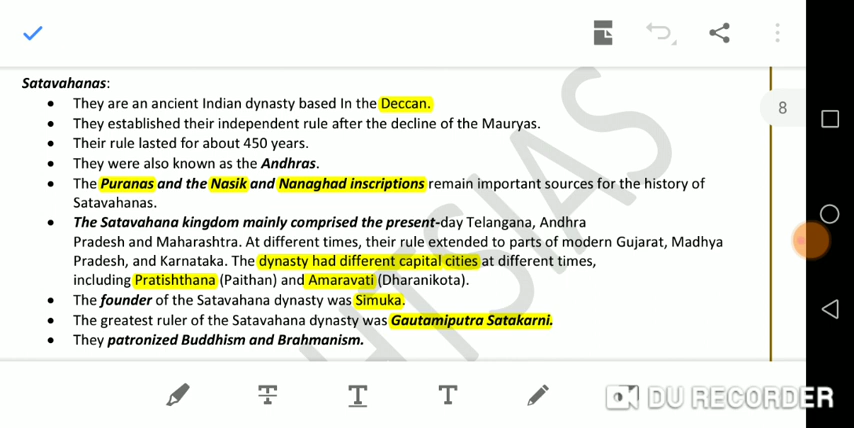 8
Satavahanas:
• They are an ancient Indian dynasty based In the Deccan.
• They established their independent rule after the decline of the Mauryas.
• Their rule lasted for about 450 years.
• They were also known as the Andhras.
• The Puranas and the Nasik and Nanaghad inscriptions remain important sources for the history of
Satavahanas.
• The Satavahana kingdom mainly comprised the present-day Telangana, Andhra
Pradesh and Maharashtra. At different times, their rule extended to parts of modern Gujarat, Madhya
Pradesh, and Karnataka. The dynasty had different capital cities at different times,
including Pratishthana (Paithan) and Amaravati (Dharanikota).
• The founder of the Satavahana dynasty was Simuka.
• The greatest ruler of the Satavahana dynasty was Gautamiputra Satakarni.
• They patronized Buddhism and Brahmanism.
T T T
DU RECORDER